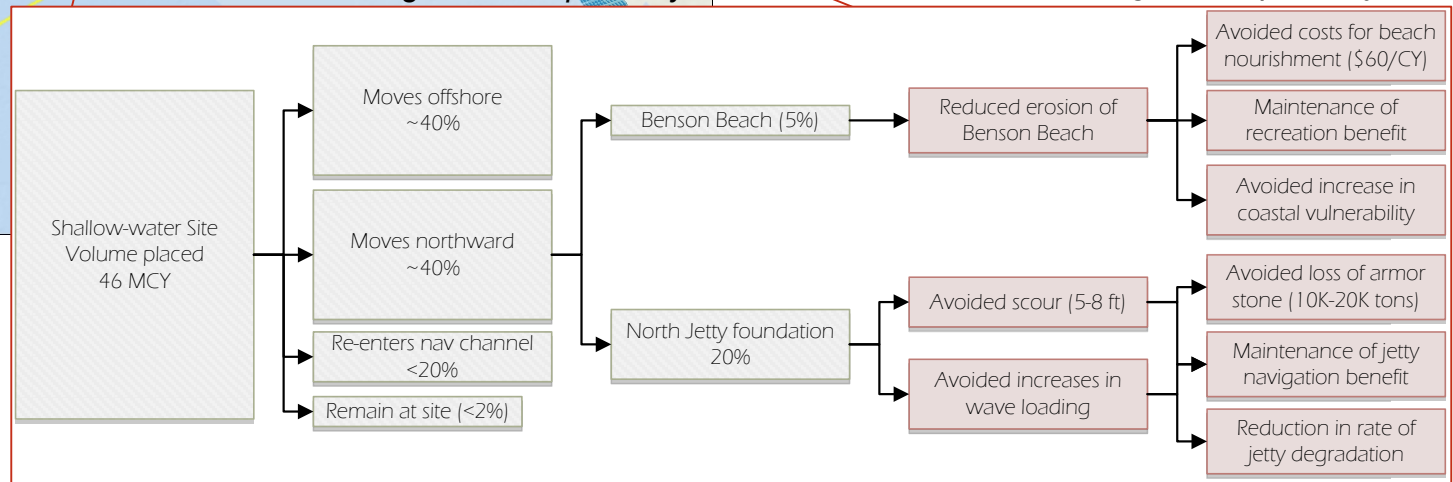 Shallow-water Site
Volume placed
46 MCY
Moves offshore
~40%
Moves northward
~40%
Re-enters nav channel
<20%
Remain at site (<2%)
Benson Beach (5%)
North Jetty foundation
20%
Reduced erosion of
Benson Beach
Avoided scour (5-8 ft)
Avoided increases in
wave loading
Avoided costs for beach
nourishment ($60/CY)
Maintenance of
recreation benefit
Avoided increase in
coastal vulnerability
Avoided loss of armor
stone (10K-20K tons)
Maintenance of jetty
navigation benefit
Reduction in rate of
jetty degradation